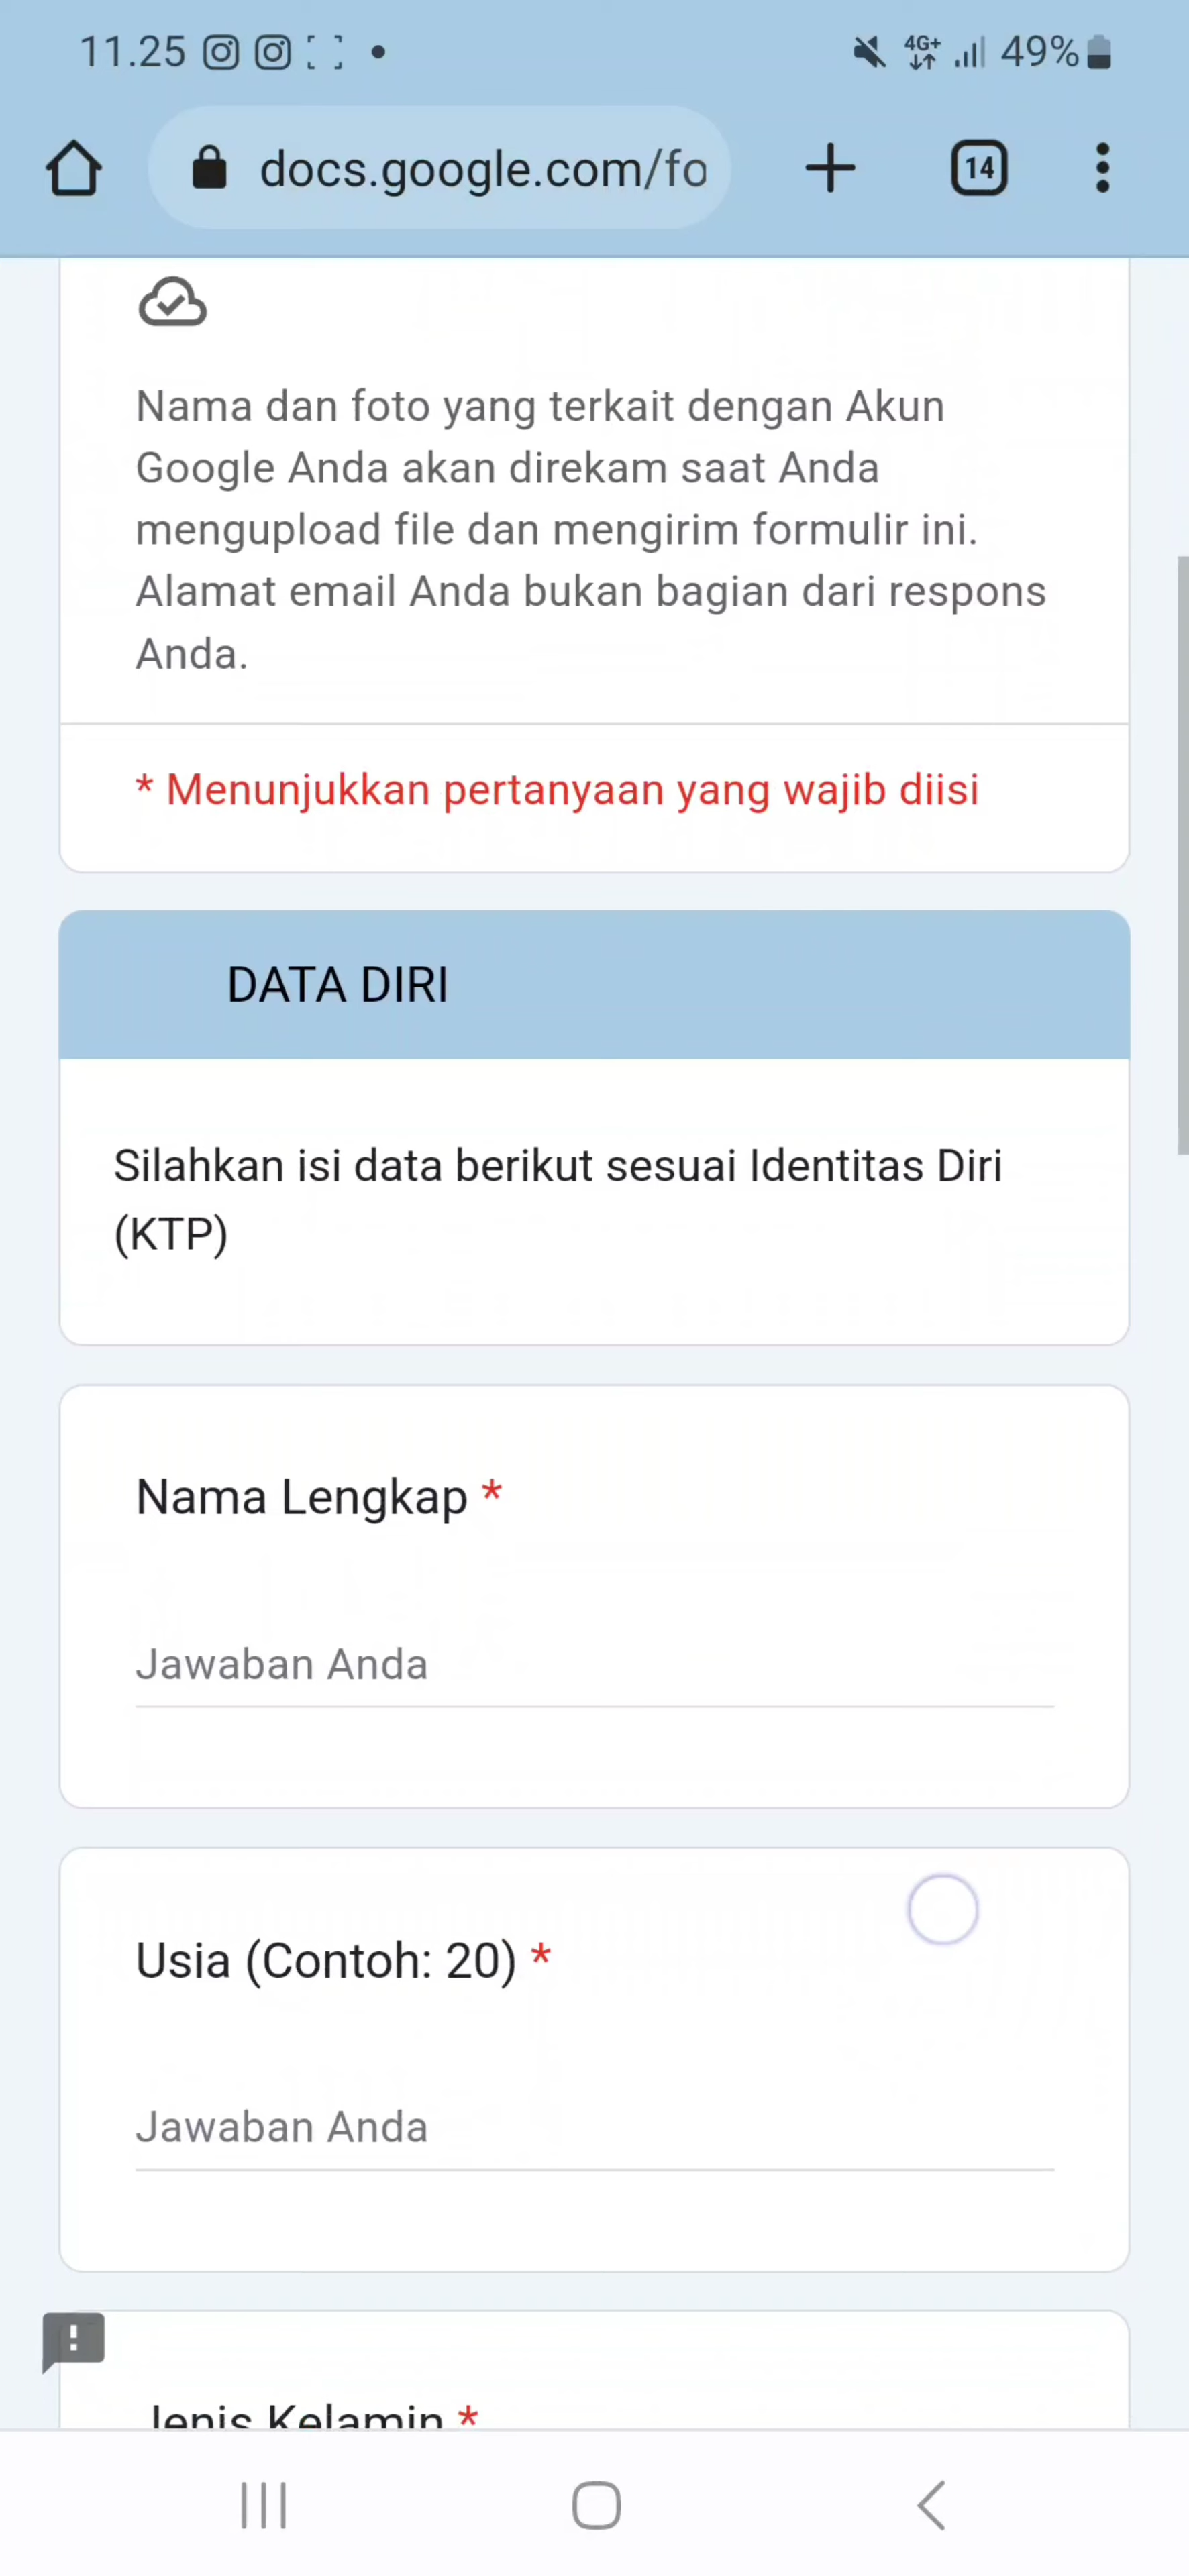 11.25 4G+ 49%
docs.google.com/fo 14
Nama dan foto yang terkait dengan Akun
Google Anda akan direkam saat Anda
mengupload file dan mengirim formulir ini.
Alamat email Anda bukan bagian dari respons
Anda.
* Menunjukkan pertanyaan yang wajib diisi
DATA DIRI
Silahkan isi data berikut sesuai Identitas Diri
(KTP)
Nama Lengkap *
Jawaban Anda
Usia (Contoh: 20) *
Jawaban Anda
Jenis Kelamin *